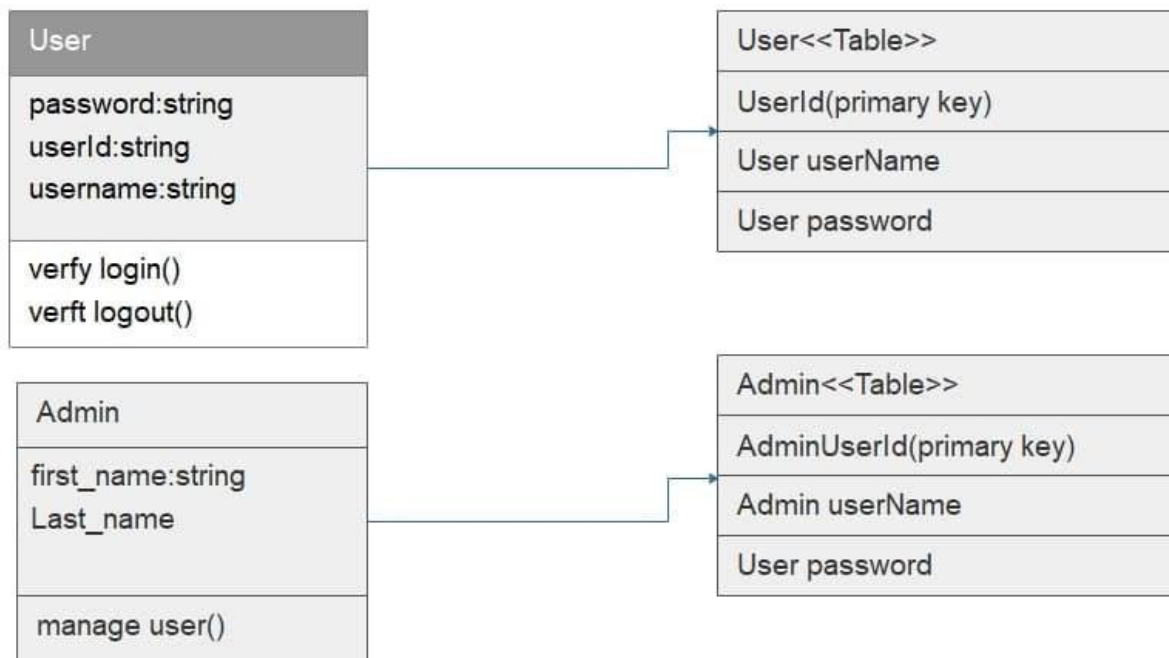 User
password:string
userId:string
username:string
verfy login()
verft logout()
User<<Table>>
UserId(primary key)
User userName
User password
Admin
first_name:string
Last_name
manage user()
Admin<<Table>>
AdminUserId(primary key)
Admin userName
User password